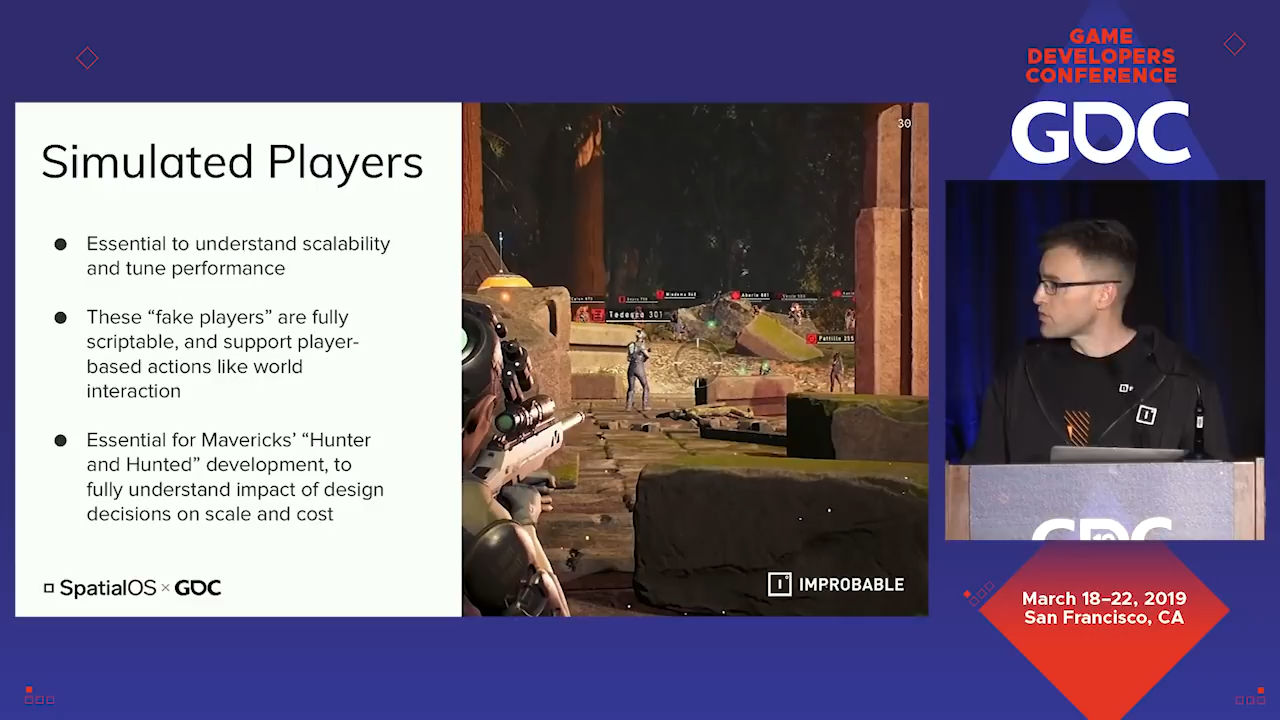 GAME
DEVELOPERS
CONFERENCE
GDC
Simulated Players
● Essential to understand scalability
and tune performance
● These “fake players” are fully
scriptable, and support player-
based actions like world
interaction
● Essential for Mavericks’ “Hunter
and Hunted” development, to
fully understand impact of design
decisions on scale and cost
SpatialOS × GDC
30
Tedesco 301
IMPROBABLE
GDC
March 18–22, 2019
San Francisco, CA